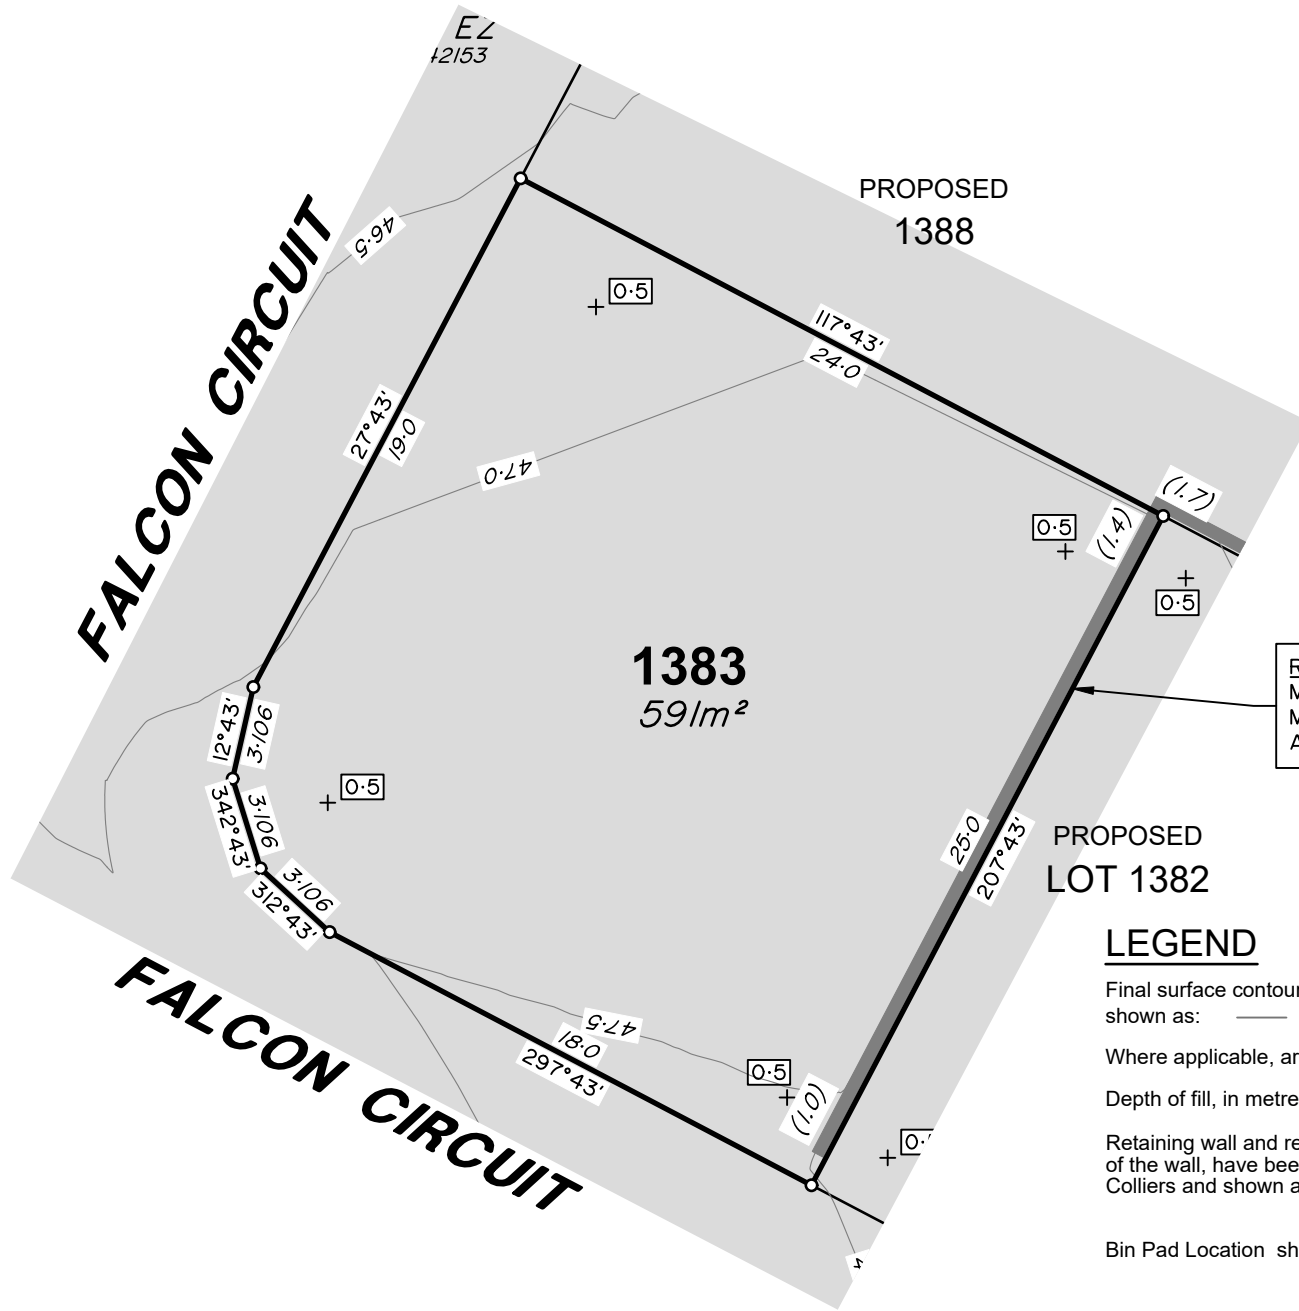 EZ
42153
PROPOSED
1388
46·5
FALCON CIRCUIT
0·5
117°43'
24·0
27°43'
19·0
47·0
(1.7)
(1.4)
0·5
0·5
1383
591m²
12°43'
3·106
342°43'
3·106
0·5
312°43'
3·106
25·0
207°43'
PROPOSED
LOT 1382
FALCON CIRCUIT
47·5
18·0
297°43'
0·5
(1.0)
LEGEND
Final surface contour
shown as:
Where applicable,
Depth of fill, in metre
Retaining wall and re
of the wall, have bee
Colliers and shown a
Bin Pad Location sh